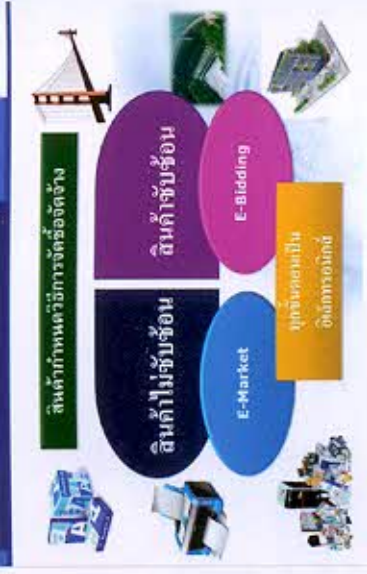 สินค้ากำหนดวิธีการจัดซื้อจัดจ้าง
สินค้าไม่ซับซ้อน
สินค้าซับซ้อน
E-Market
E-Bidding
ทุกขั้นตอนเป็น
อิเล็กทรอนิกส์